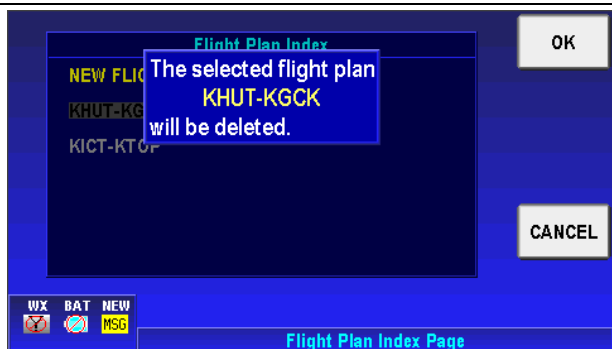 Flight Plan Index
OK
NEW FLIG
The selected flight plan
KHUT-KGCK
will be deleted.
KHUT-KG
KICT-KTOP
CANCEL
WX BAT NEW
MSG
Flight Plan Index Page